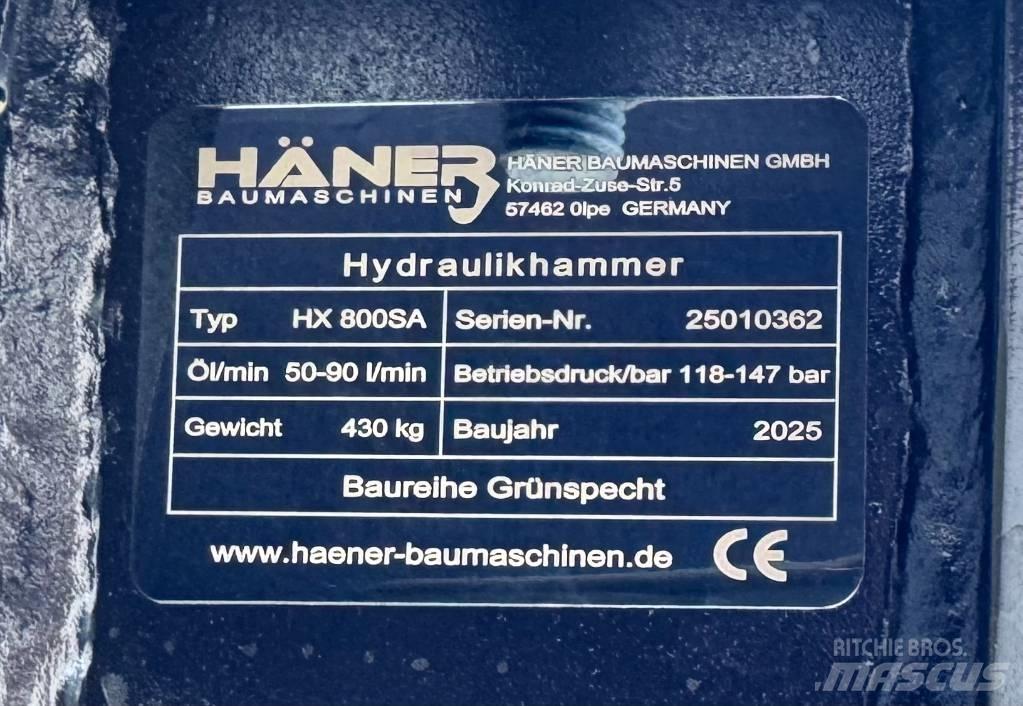 HÄNER
BAUMASCHINEN
HÄNER BAUMASCHINEN GMBH
Konrad-Zuse-Str.5
57462 Olpe GERMANY
Hydraulikhammer
Typ HX 800SA Serien-Nr. 25010362
Öl/min 50-90 l/min Betriebsdruck/bar 118-147 bar
Gewicht 430 kg Baujahr 2025
Baureihe Grünspecht
www.haener-baumaschinen.de CE
RITCHIE BROS.
MASCUS